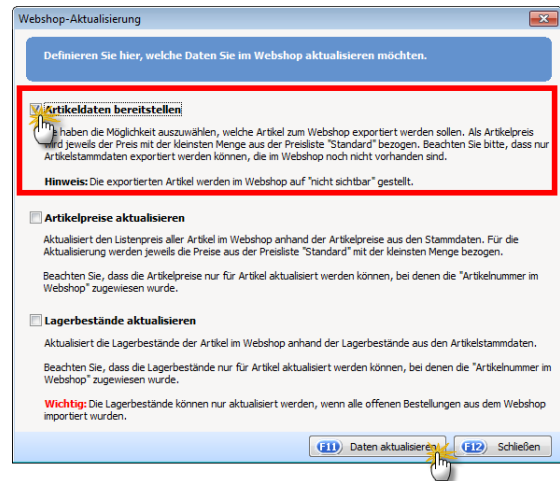 Webshop-Aktualisierung
Definieren Sie hier, welche Daten Sie im Webshop aktualisieren möchten.
Artikeldaten bereitstellen
haben die Möglichkeit auszuwählen, welche Artikel zum Webshop exportiert werden sollen. Als Artikelpreis
wird jeweils der Preis mit der kleinsten Menge aus der Preisliste "Standard" bezogen. Beachten Sie bitte, dass nur
Artikelstammdaten exportiert werden können, die im Webshop noch nicht vorhanden sind.
Hinweis: Die exportierten Artikel werden im Webshop auf "nicht sichtbar" gestellt.
Artikelpreise aktualisieren
Aktualisiert den Listenpreis aller Artikel im Webshop anhand der Artikelpreise aus den Stammdaten. Für die
Aktualisierung werden jeweils die Preise aus der Preisliste "Standard" mit der kleinsten Menge bezogen.
Beachten Sie, dass die Artikelpreise nur für Artikel aktualisiert werden können, bei denen die "Artikelnummer im
Webshop" zugewiesen wurde.
Lagerbestände aktualisieren
Aktualisiert die Lagerbestände der Artikel im Webshop anhand der Lagerbestände aus den Artikelstammdaten.
Beachten Sie, dass die Lagerbestände nur für Artikel aktualisiert werden können, bei denen die "Artikelnummer im
Webshop" zugewiesen wurde.
Wichtig: Die Lagerbestände können nur aktualisiert werden, wenn alle offenen Bestellungen aus dem Webshop
importiert wurden.
F11 Daten aktualisieren F12 Schließen